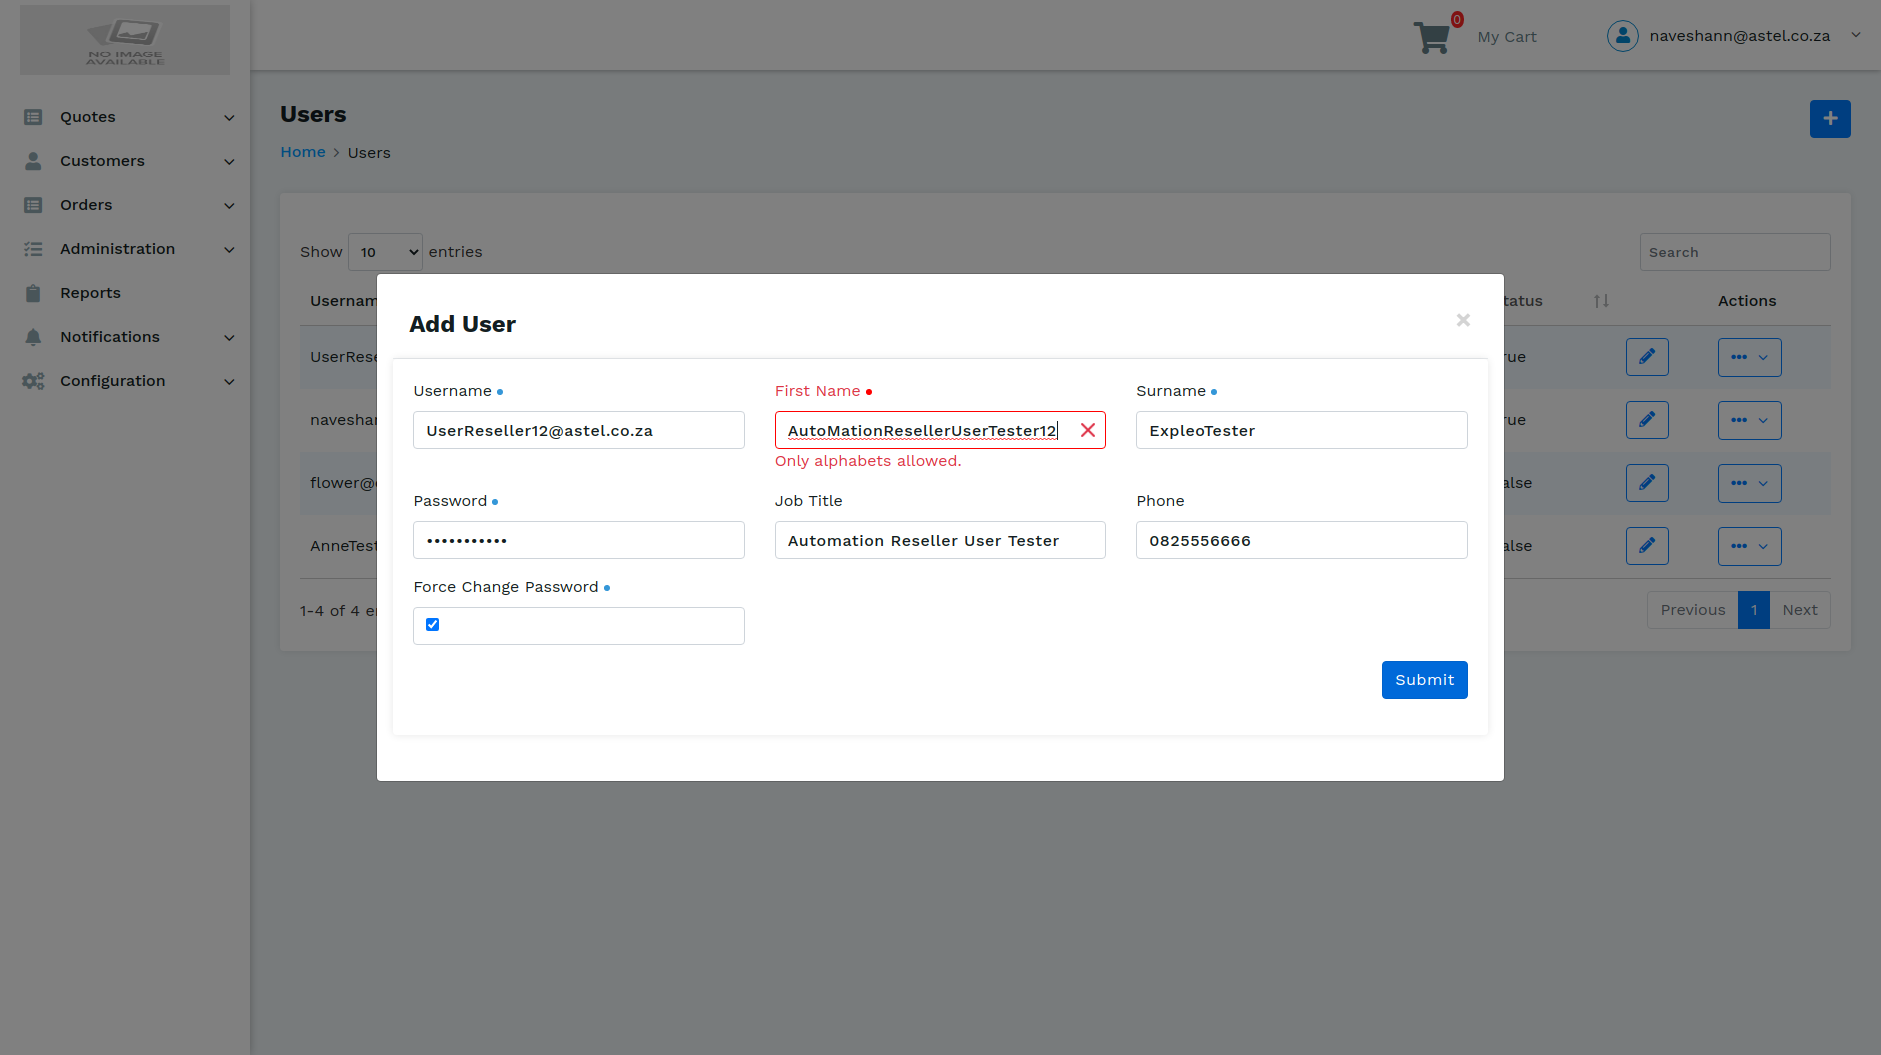 NO IMAGE
AVAILABLE
0
My Cart
naveshann@astel.co.za
Quotes
Customers
Orders
Administration
Reports
Notifications
Configuration
Users
Home > Users
Show 10 entries
Search
Usernam
tatus
Actions
UserRese
rue
naveshan
rue
flower@
alse
AnneTest
alse
1-4 of 4 e
Previous 1 Next
Add User
Username
First Name
Surname
UserReseller12@astel.co.za
AutoMationResellerUserTester12
ExpleoTester
Only alphabets allowed.
Password
Job Title
Phone
•••••••••••
Automation Reseller User Tester
0825556666
Force Change Password
Submit